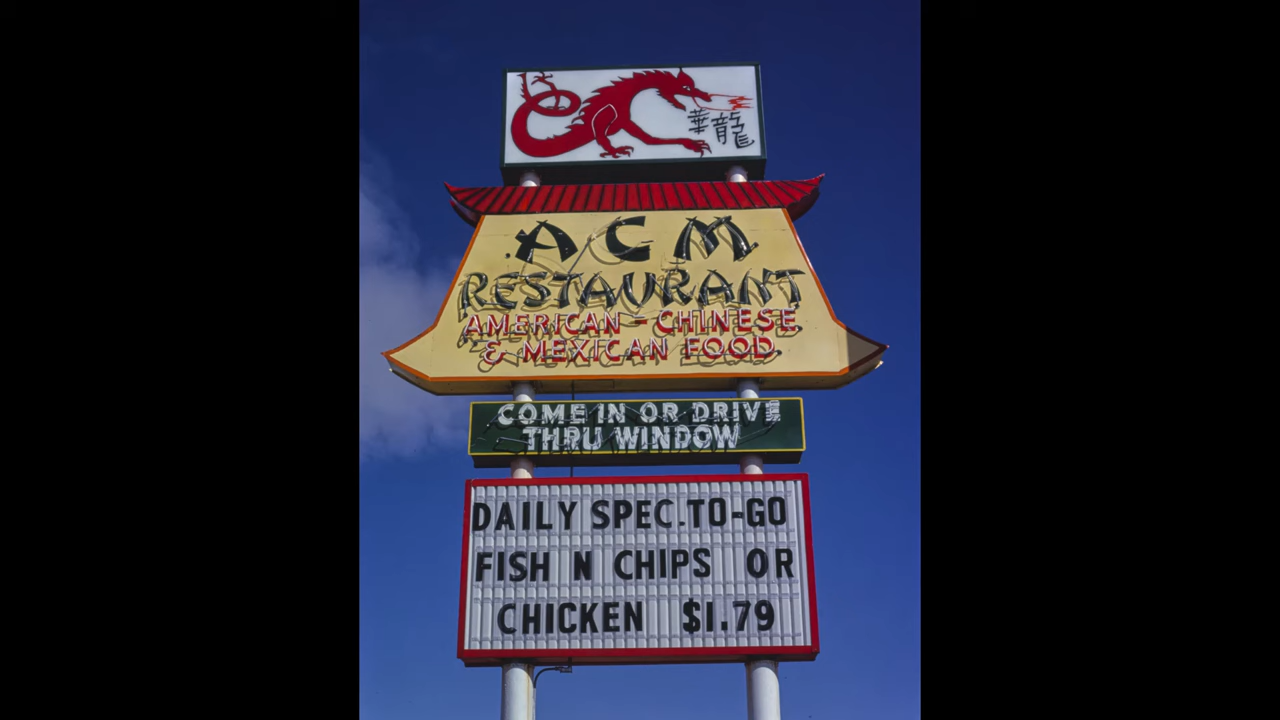 華龍
ACM
RESTAURANT
AMERICAN - CHINESE
& MEXICAN FOOD
COME IN OR DRIVE
THRU WINDOW
DAILY SPEC. TO-GO
FISH N CHIPS OR
CHICKEN $1.79